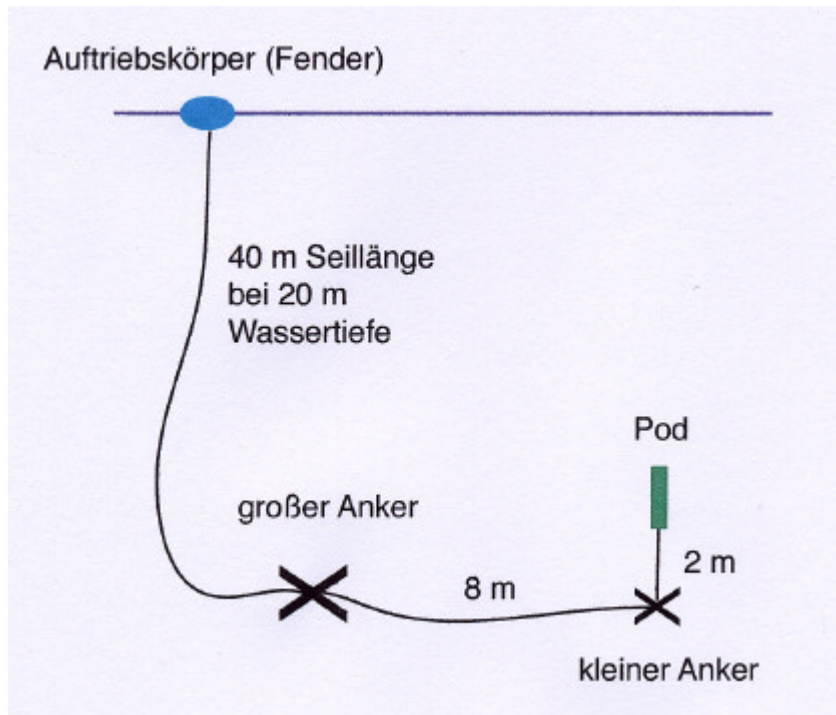 Auftriebskörper (Fender)
40 m Seillänge
bei 20 m
Wassertiefe
Pod
großer Anker
2 m
8 m
kleiner Anker